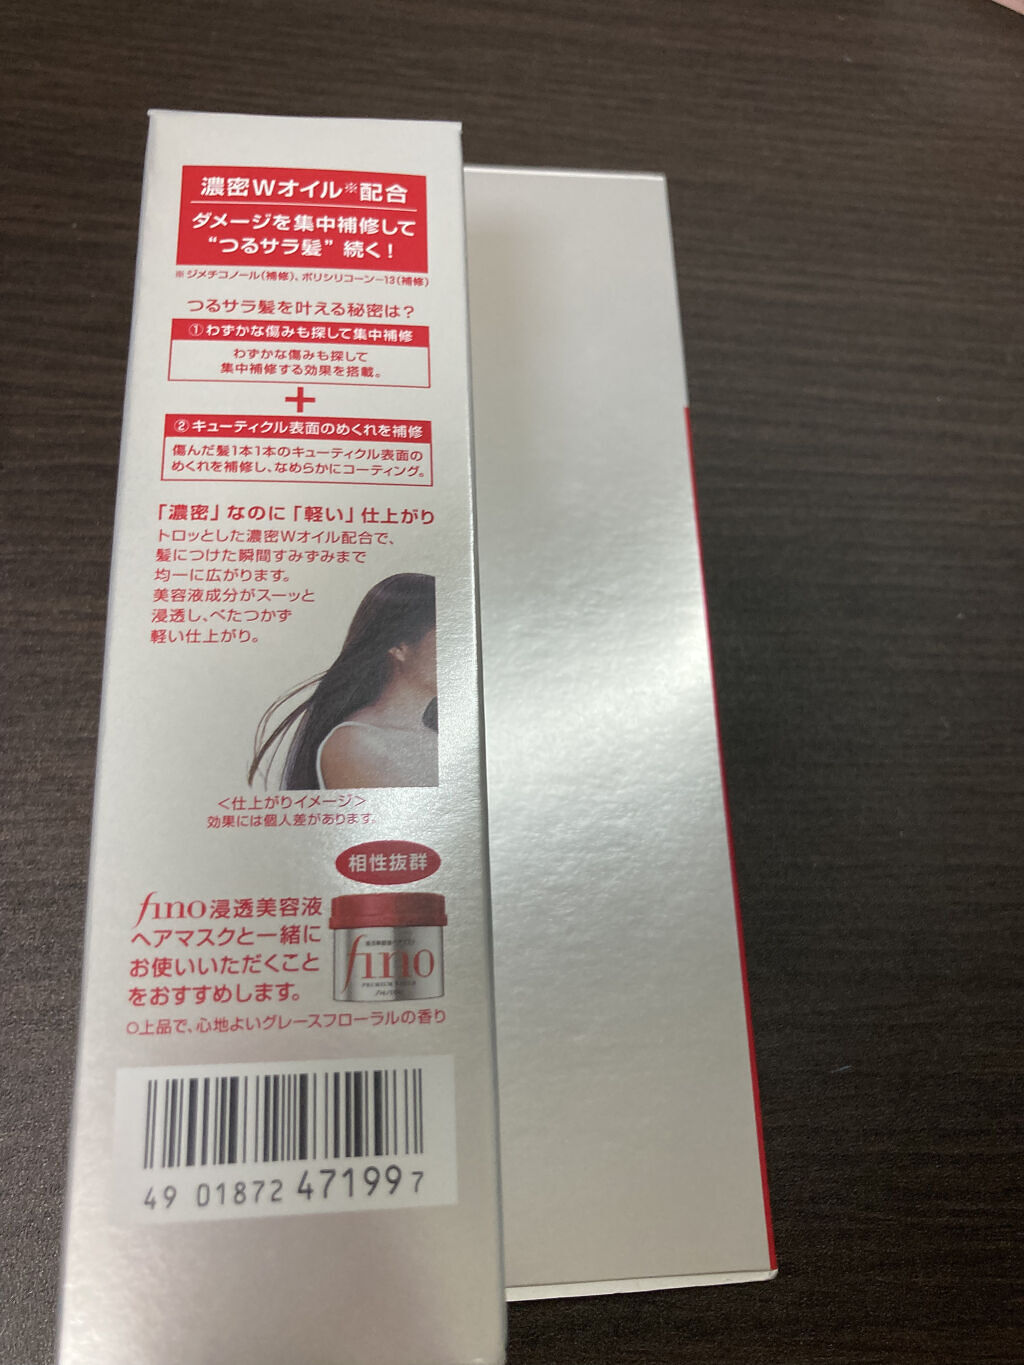 濃密Wオイル※配合
ダメージを集中補修して
“つるサラ髪” 続く!
※ジメチコノール(補修)、ポリシリコーン-13(補修)
つるサラ髪を叶える秘密は?
①わずかな傷みも探して集中補修
わずかな傷みも探して
集中補修する効果を搭載。
+
②キューティクル表面のめくれを補修
傷んだ髪1本1本のキューティクル表面の
めくれを補修し、なめらかにコーティング。
「濃密」なのに「軽い」仕上がり
トロッとした濃密Wオイル配合で、
髪につけた瞬間すみずみまで
均一に広がります。
美容液成分がスーッと
浸透し、べたつかず
軽い仕上がり。
<仕上がりイメージ>
効果には個人差があります。
相性抜群
fino浸透美容液
ヘアマスクと一緒に
お使いいただくこと
をおすすめします。
fino
PREMIUM TOUCH
SHISEIDO
○上品で、心地よいグレースフローラルの香り
49 01872 47199 7